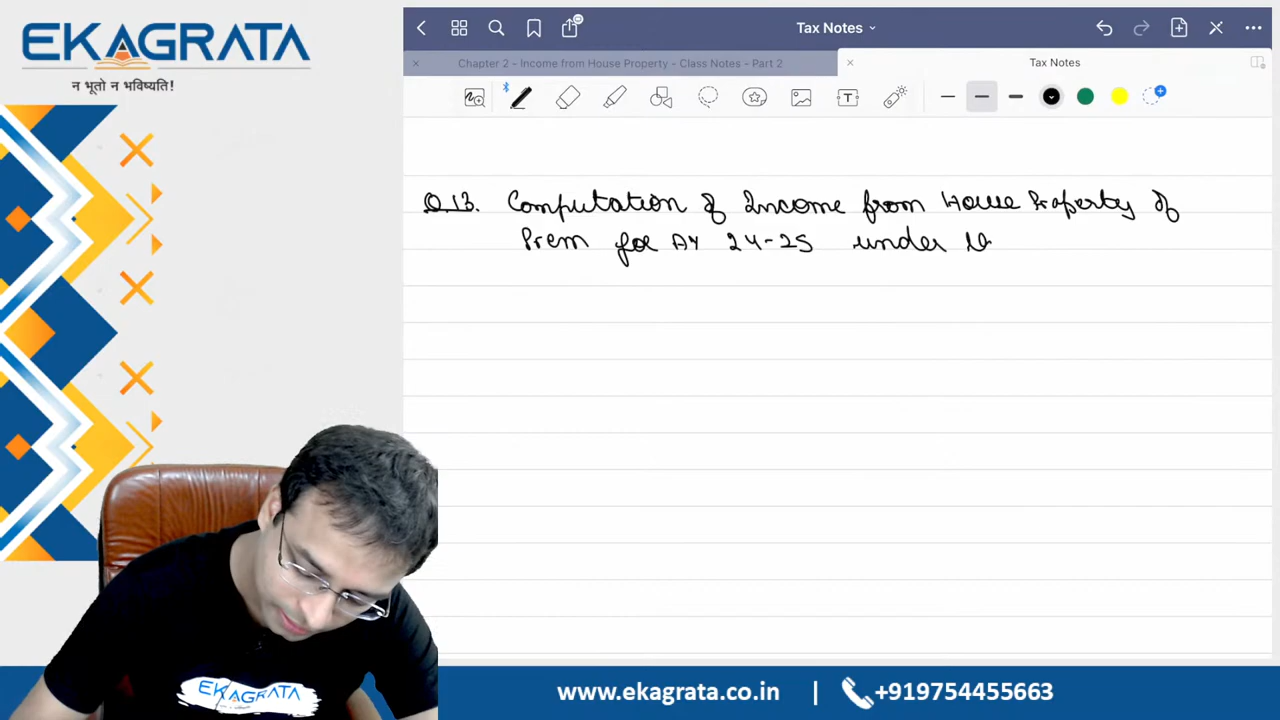 EKAGRATA
न भूतो न भविष्यति!
Tax Notes
Chapter 2 - Income from House Property - Class Notes - Part 2
Tax Notes
Q.13. Computation of Income from House Property of
Prem for AY 24-25 under
EKAGRATA
www.ekagrata.co.in | +919754455663